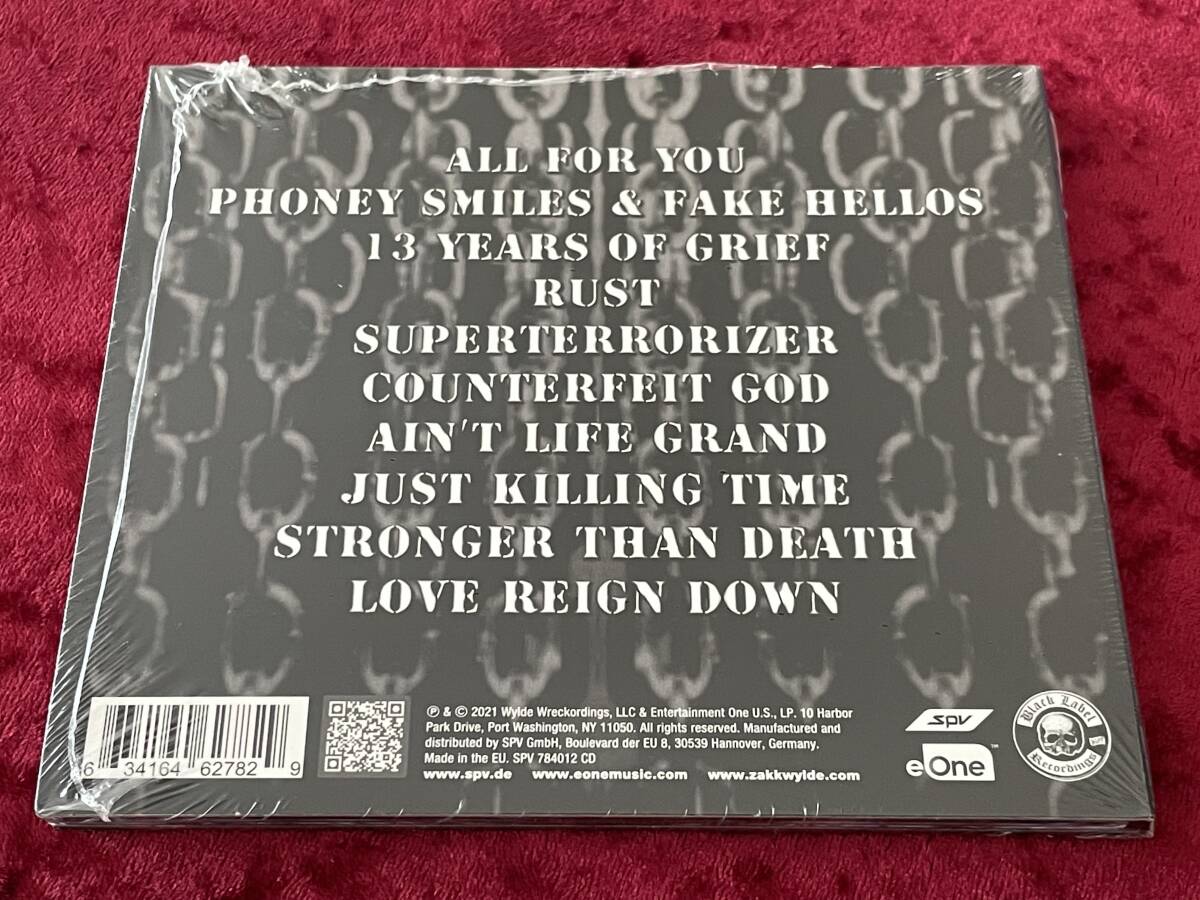 ALL FOR YOU
PHONEY SMILES & FAKE HELLOS
13 YEARS OF GRIEF
RUST
SUPERTERRORIZER
COUNTERFEIT GOD
AIN'T LIFE GRAND
JUST KILLING TIME
STRONGER THAN DEATH
LOVE REIGN DOWN
6 34164 62782 9
℗ & © 2021 Wylde Wreckordings, LLC & Entertainment One U.S., LP. 10 Harbor
Park Drive, Port Washington, NY 11050. All rights reserved. Manufactured and
distributed by SPV GmbH, Boulevard der EU 8, 30539 Hannover, Germany.
Made in the EU. SPV 784012 CD
www.spv.de www.eonemusic.com www.zakkwylde.com
SPV
eOne™
Black Label
Recordings